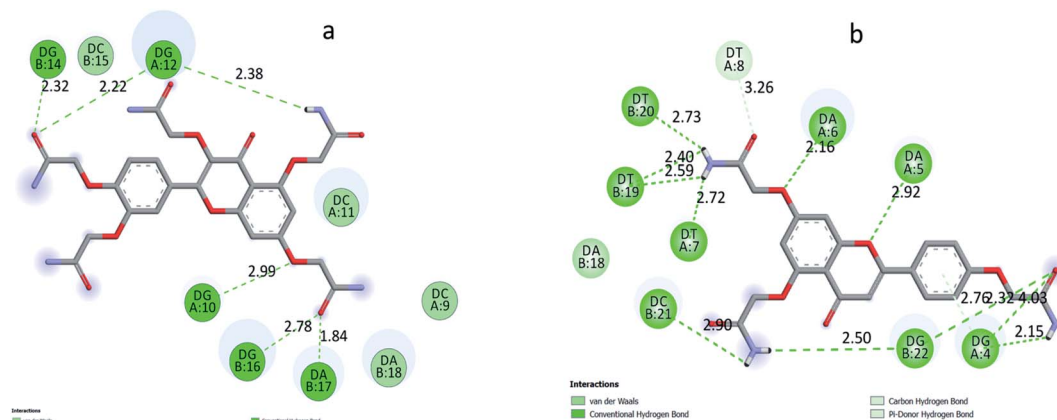 a
DG
B:14
DC
B:15
DG
A:12
2.32
2.22
2.38
DC
A:11
2.99
DG
A:10
DC
A:9
2.78
1.84
DG
B:16
DA
B:17
DA
B:18
Interactions
b
DT
A:8
3.26
DT
B:20
2.73
DA
A:6
2.16
2.40
2.59
DT
B:19
DA
A:5
2.92
2.72
DT
A:7
DA
B:18
DC
B:21
2.90
2.50
2.76
2.32
4.03
2.15
DG
B:22
DG
A:4
Interactions
van der Waals
Conventional Hydrogen Bond
Carbon Hydrogen Bond
Pi-Donor Hydrogen Bond